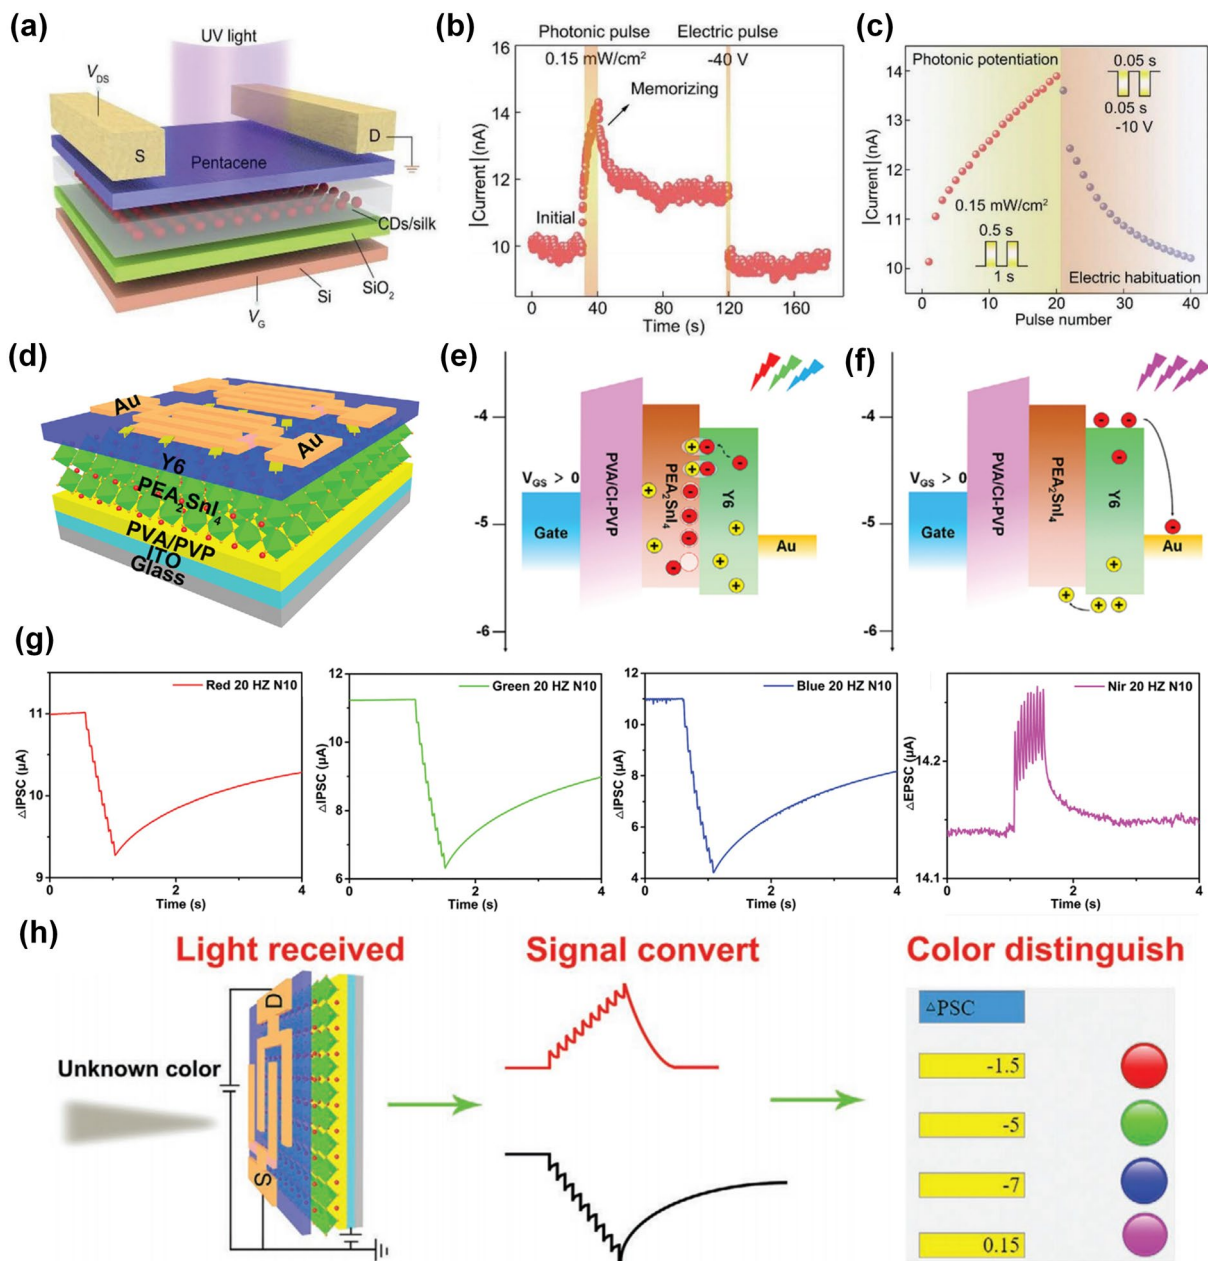 (a)
UV light
V_DS
S
D
Pentacene
CDs/silk
SiO₂
Si
V_G
(b)
Photonic pulse
0.15 mW/cm²
Electric pulse
-40 V
Memorizing
Initial
|Current|(nA)
16
14
12
10
0
40
80
120
160
Time (s)
(c)
Photonic potentiation
0.05 s
0.05 s
-10 V
0.15 mW/cm²
0.5 s
1 s
Electric habituation
|Current|(nA)
14
13
12
11
10
0
10
20
30
40
Pulse number
(d)
Au
Au
Y6
PEA₂SnI₄
PVA/PVP
ITO
Glass
(e)
-4
-5
-6
V_GS > 0
Gate
PVA/Cl-PVP
PEA₂SnI₄
Y6
Au
(f)
-4
-5
-6
V_GS > 0
Gate
PVA/Cl-PVP
PEA₂SnI₄
Y6
Au
(g)
Red 20 HZ N10
△IPSC (μA)
11
10
9
0
2
4
Time (s)
Green 20 HZ N10
△IPSC (μA)
12
10
8
6
0
2
4
Time (s)
Blue 20 HZ N10
△IPSC (μA)
12
10
8
6
4
0
2
4
Time (s)
Nir 20 HZ N10
△EPSC (μA)
14.2
14.1
0
2
4
Time (s)
(h)
Light received
Signal convert
Color distinguish
Unknown color
D
S
△PSC
-1.5
-5
-7
0.15